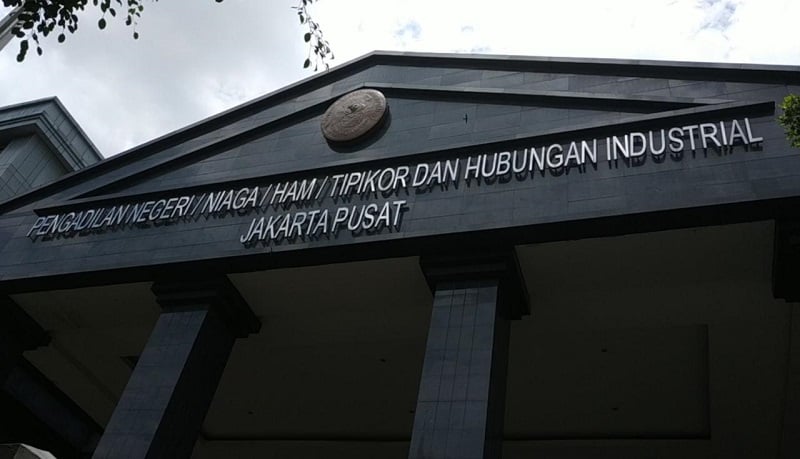 PENGADILAN NEGERI / NIAGA / HAM / TIPIKOR DAN HUBUNGAN INDUSTRIAL
JAKARTA PUSAT